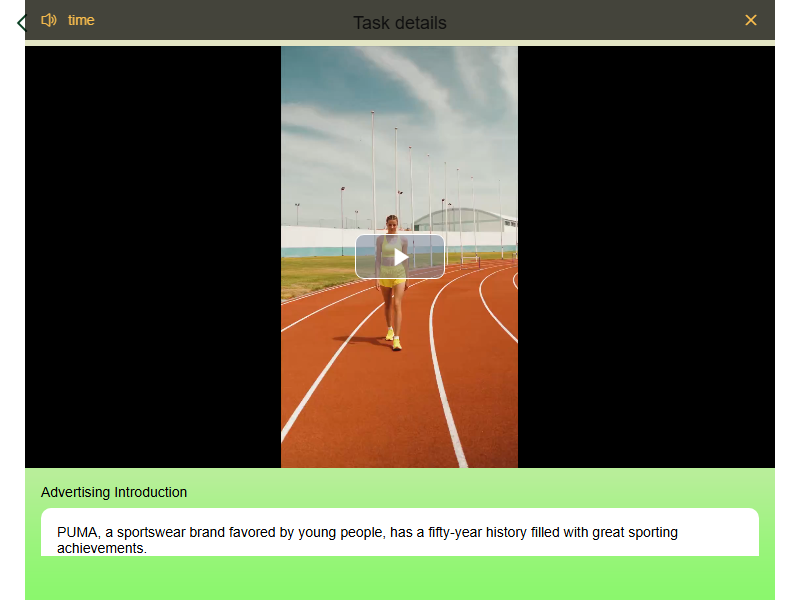 time
Task details
Advertising Introduction
PUMA, a sportswear brand favored by young people, has a fifty-year history filled with great sporting
achievements.